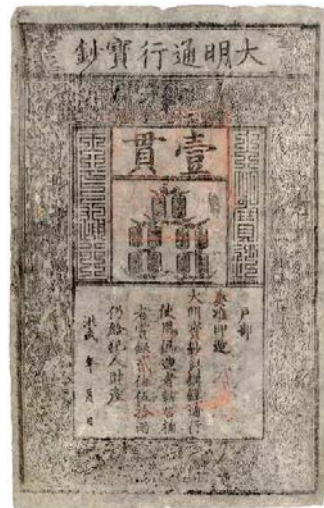 大明通行寶鈔
壹貫
户部
奏准印造
大明寶鈔與銅錢通行
使用偽造者斬告捕
者賞銀貳伯伍拾兩
仍給犯人財產
洪武 年 月 日